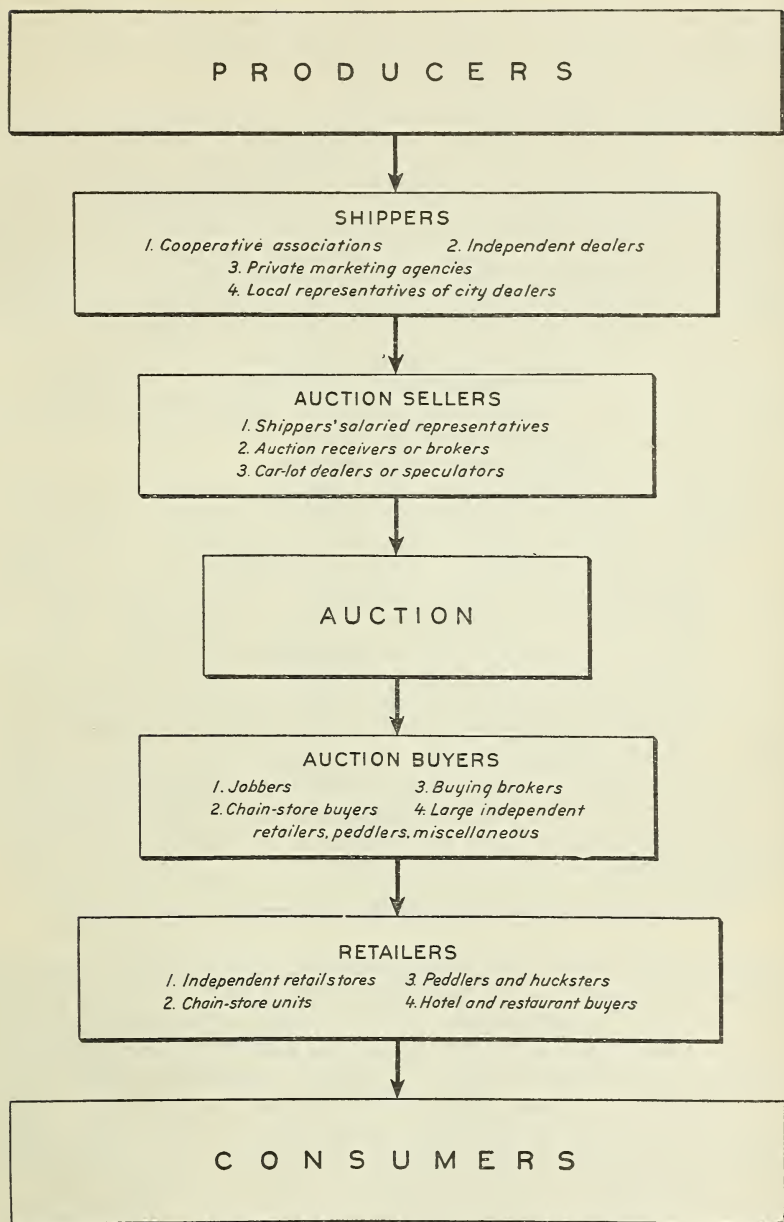 PRODUCERS
SHIPPERS
1. Cooperative associations 2. Independent dealers
3. Private marketing agencies
4. Local representatives of city dealers
AUCTION SELLERS
1. Shippers' salaried representatives
2. Auction receivers or brokers
3. Car-lot dealers or speculators
AUCTION
AUCTION BUYERS
1. Jobbers 3. Buying brokers
2. Chain-store buyers 4. Large independent
retailers, peddlers, miscellaneous
RETAILERS
1. Independent retail stores 3. Peddlers and hucksters
2. Chain-store units 4. Hotel and restaurant buyers
CONSUMERS